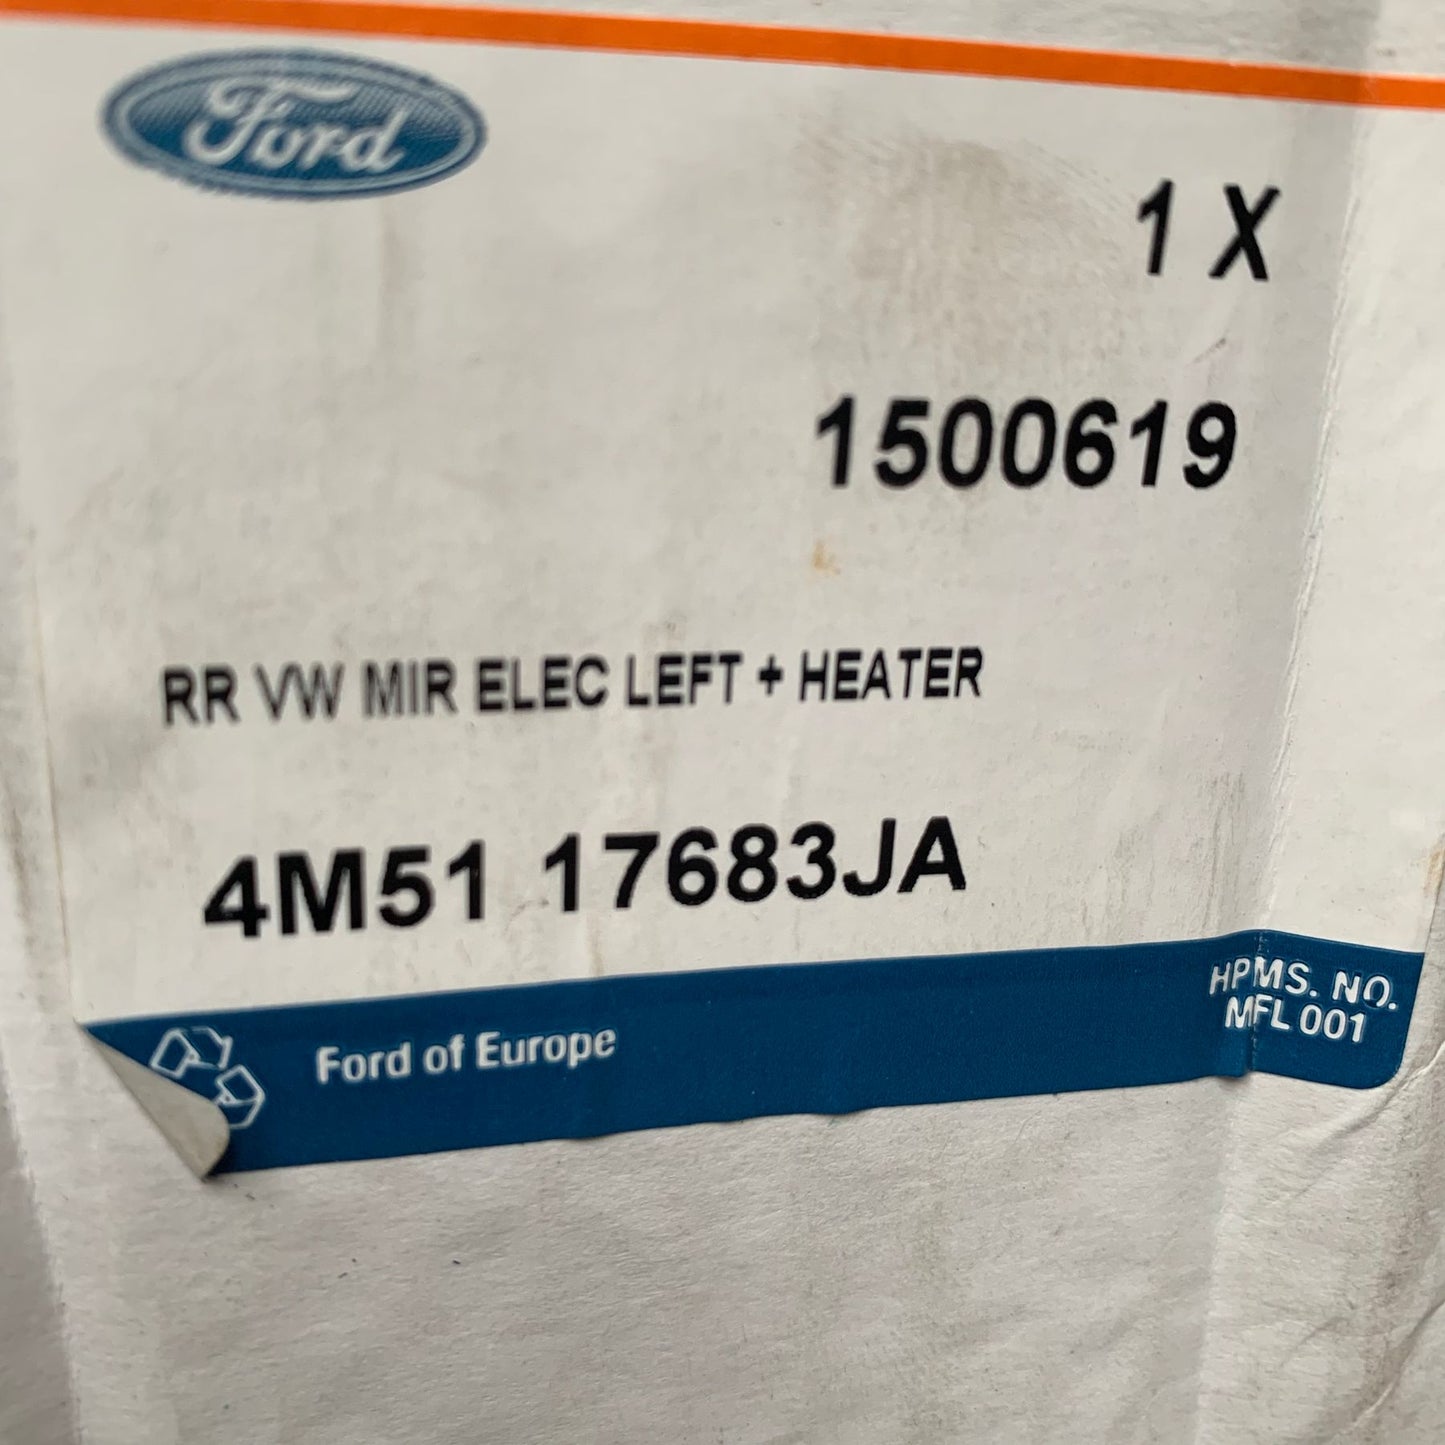 Ford
1 X
1500619
RR VW MIR ELEC LEFT + HEATER
4M51 17683JA
Ford of Europe
HPMS. NO.
MFL 001